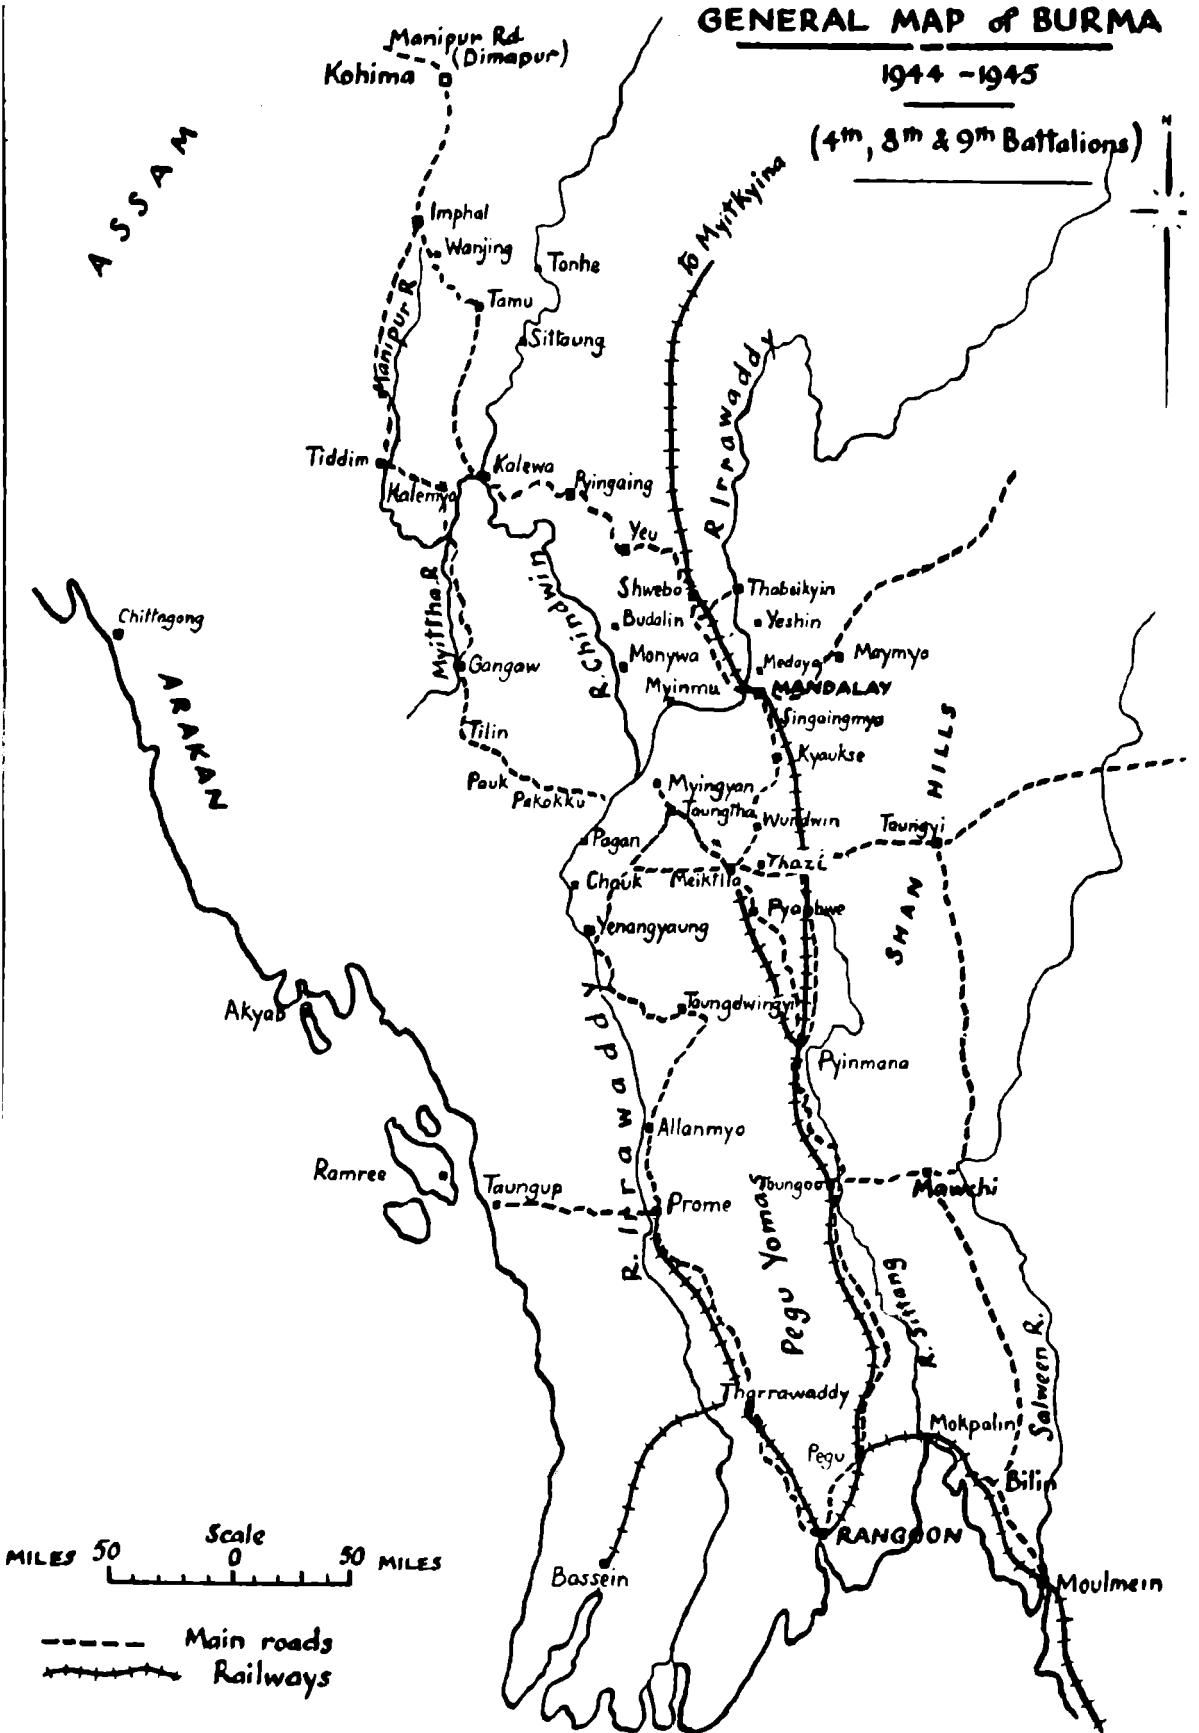 GENERAL MAP of BURMA
1944 - 1945
(4th, 8th & 9th Battalions)
N
Manipur Rd
(Dimapur)
Kohima
ASSAM
To Myitkyina
Imphal
Wanjing
Tonhe
Manipur R
Tamu
Sittaung
R Irrawaddy
Tiddim
Kalewa
Kalemyo
Pyingaing
Yeu
R. Chindwin
Shwebo
Thabeikyin
Myittha R
Budalin
Yeshin
Chittagong
Gangaw
Monywa
Medaya
Maymyo
Myinmu
MANDALAY
ARAKAN
Singaingmyo
Tilin
Kyaukse
SHAN HILLS
Pauk
Pakokku
Myingyan
Taungtha
Wundwin
Taungyi
Pagan
Thazi
Chauk
Meiktila
Pyabwe
Yenangyaung
Akyab
Taungdwingyi
R. Irrawaddy
Pyinmana
Allanmyo
Ramree
Taungup
Toungoo
Mawchi
Prome
Pegu Yomas
R. Sittang
Salween R.
Tharrawaddy
Mokpalin
Pegu
Bilin
RANGOON
Scale
MILES 50 0 50 MILES
Bassein
Moulmein
Main roads
Railways